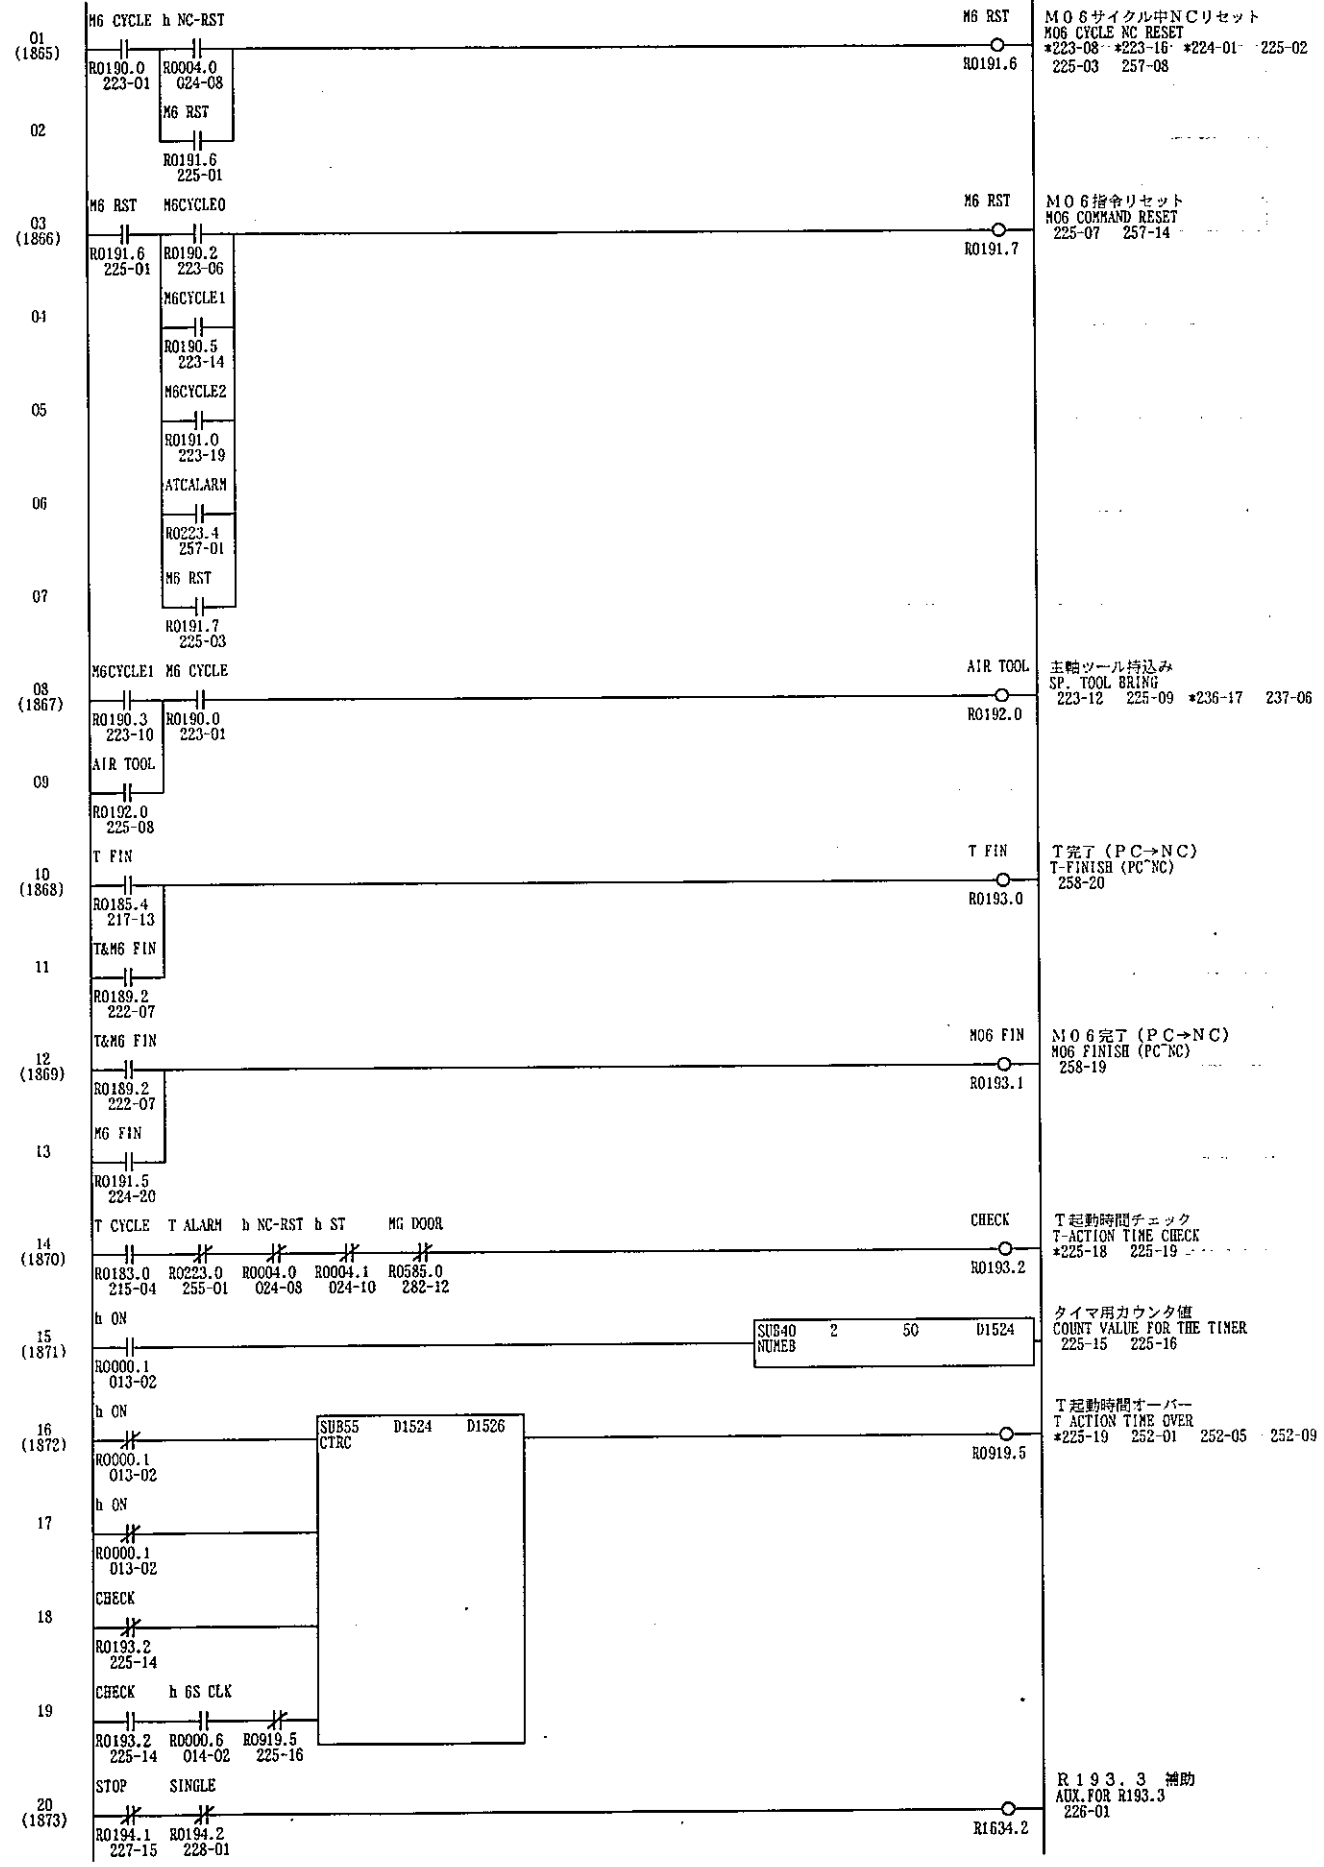 M6 CYCLE h NC-RST M6 RST M06サイクル中NCリセット
01 M06 CYCLE NC RESET
(1865) *223-08 *223-16 *224-01 225-02
R0190.0 R0004.0 R0191.6 225-03 257-08
223-01 024-08
M6 RST
02
R0191.6
225-01
M6 RST M6CYCLE0 M6 RST M06指令リセット
03 M06 COMMAND RESET
(1866) 225-07 257-14
R0191.6 R0190.2 R0191.7
225-01 223-06
M6CYCLE1
04
R0190.5
223-14
M6CYCLE2
05
R0191.0
223-19
ATCALARM
06
R0223.4
257-01
M6 RST
07
R0191.7
225-03
M6CYCLE1 M6 CYCLE AIR TOOL 主軸ツール持込み
08 SP. TOOL BRING
(1867) 223-12 225-09 *236-17 237-06
R0190.3 R0190.0 R0192.0
223-10 223-01
AIR TOOL
09
R0192.0
225-08
T FIN T FIN T完了(PC→NC)
10 T-FINISH (PC~NC)
(1868) 258-20
R0185.4 R0193.0
217-13
T&M6 FIN
11
R0189.2
222-07
T&M6 FIN M06 FIN M06完了(PC→NC)
12 M06 FINISH (PC~NC)
(1869) 258-19
R0189.2 R0193.1
222-07
M6 FIN
13
R0191.5
224-20
T CYCLE T ALARM h NC-RST h ST MG DOOR CHECK T起動時間チェック
14 T-ACTION TIME CHECK
(1870) *225-18 225-19
R0183.0 R0223.0 R0004.0 R0004.1 R0585.0 R0193.2
215-04 255-01 024-08 024-10 282-12
h ON タイマ用カウンタ値
15 SUB40 2 50 D1524 COUNT VALUE FOR THE TIMER
(1871) NUMEB 225-15 225-16
R0000.1
013-02
h ON T起動時間オーバー
16 SUB55 D1524 D1526 T ACTION TIME OVER
(1872) CTRC *225-19 252-01 252-05 252-09
R0000.1 R0919.5
013-02
h ON
17
R0000.1
013-02
CHECK
18
R0193.2
225-14
CHECK h 6S CLK
19
R0193.2 R0000.6 R0919.5
225-14 014-02 225-16
STOP SINGLE R193.3 補助
20 AUX.FOR R193.3
(1873) 226-01
R0194.1 R0194.2 R1634.2
227-15 228-01